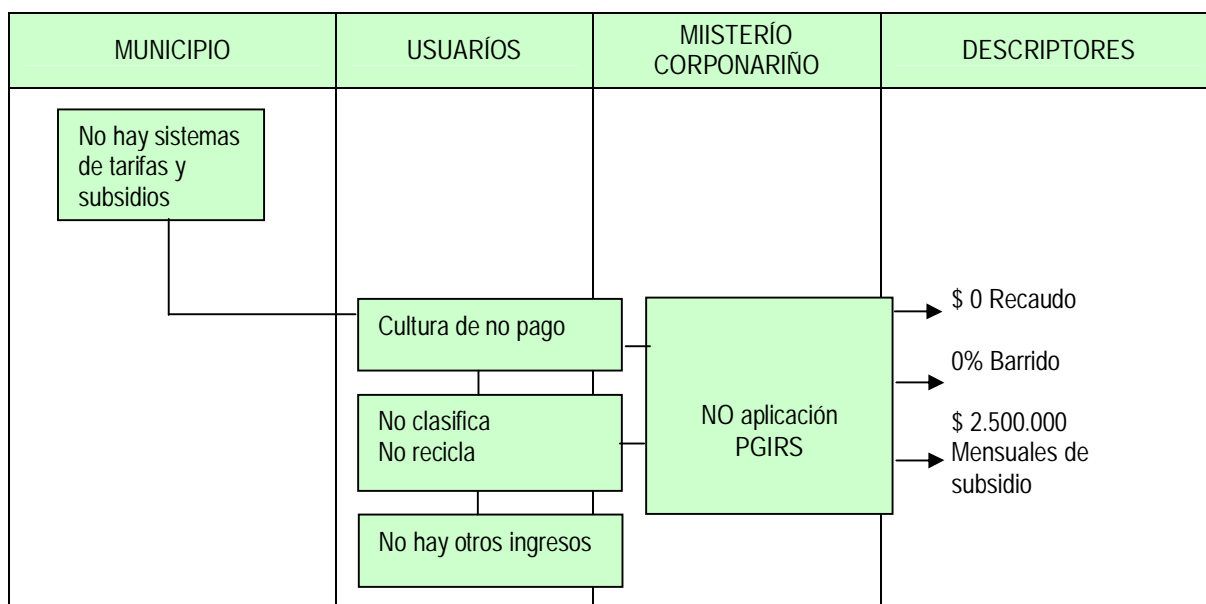 MUNICIPIO
USUARÍOS
MIISTERÍO
CORPONARIÑO
DESCRIPTORES
No hay sistemas
de tarifas y
subsidios
Cultura de no pago
No clasifica
No recicla
No hay otros ingresos
NO aplicación
PGIRS
$ 0 Recaudo
0% Barrido
$ 2.500.000
Mensuales de
subsidio